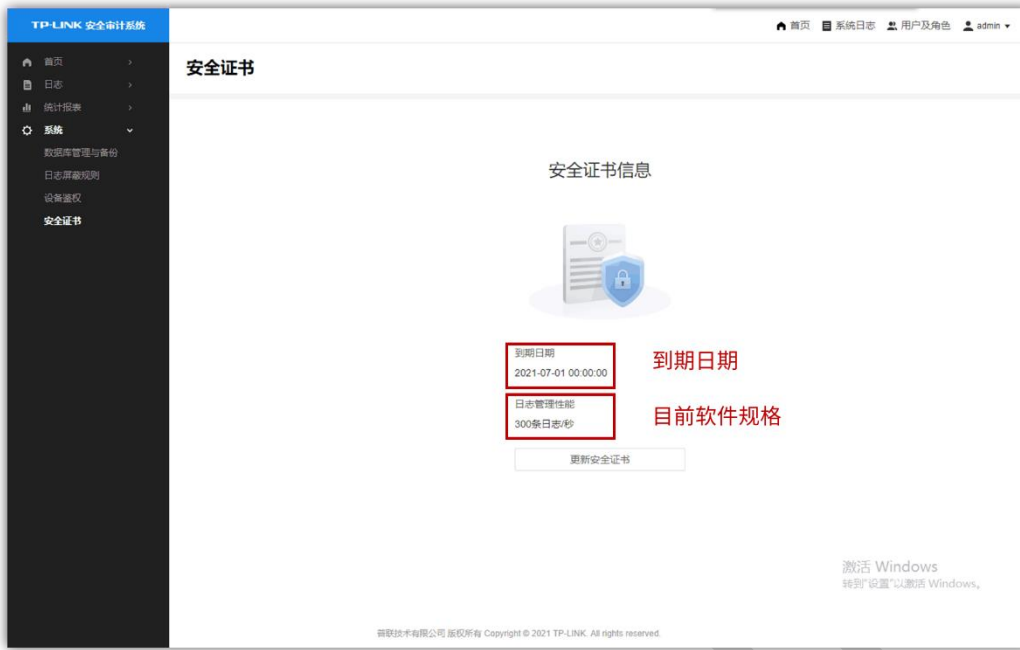 TP-LINK 安全审计系统
首页 系统日志 用户及角色 admin
首页
日志
统计报表
系统
数据库管理与备份
日志屏蔽规则
设备鉴权
安全证书
安全证书
安全证书信息
到期日期
2021-07-01 00:00:00
到期日期
日志管理性能
300条日志/秒
目前软件规格
更新安全证书
激活 Windows
转到"设置"以激活 Windows。
普联技术有限公司 版权所有 Copyright © 2021 TP-LINK. All rights reserved.